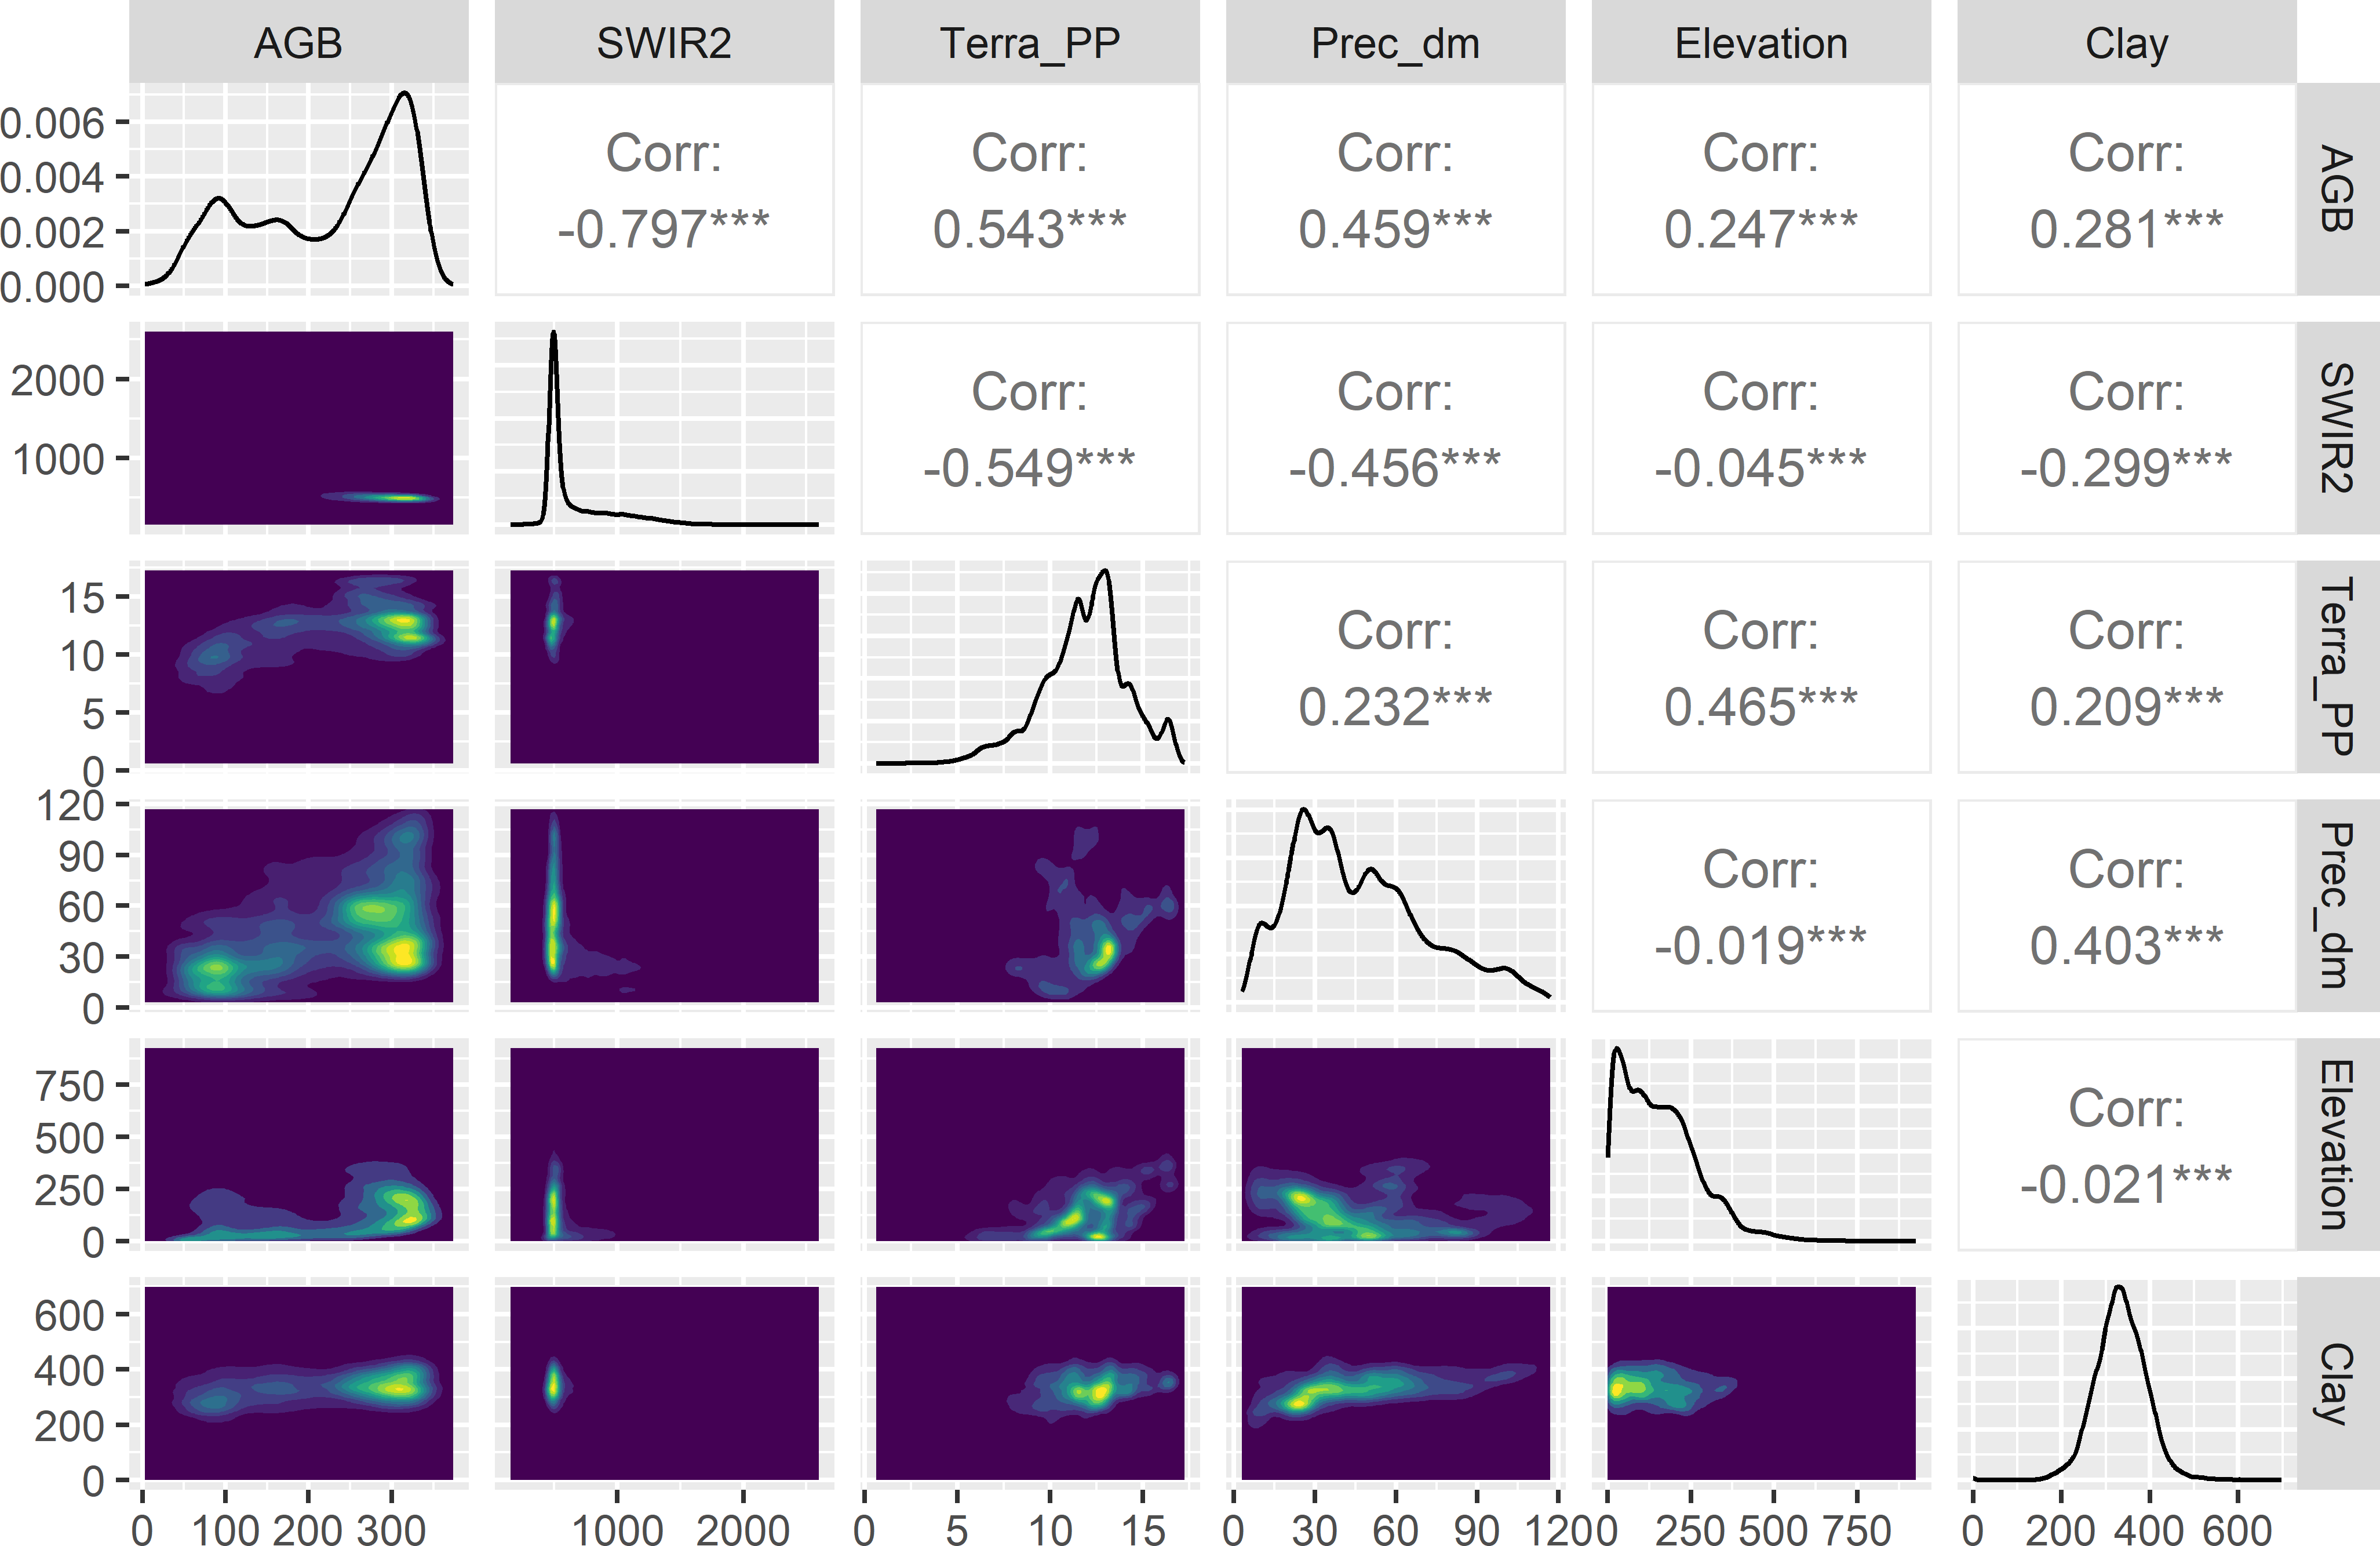 AGB SWIR2 Terra_PP Prec_dm Elevation Clay
0.006
0.004
0.002
0.000
Corr: Corr: Corr: Corr: Corr:
-0.797*** 0.543*** 0.459*** 0.247*** 0.281***
AGB
2000
1000
Corr: Corr: Corr: Corr:
-0.549*** -0.456*** -0.045*** -0.299***
SWIR2
15
10
5
0
Corr: Corr: Corr:
0.232*** 0.465*** 0.209***
Terra_PP
120
90
60
30
0
Corr: Corr:
-0.019*** 0.403***
Prec_dm
750
500
250
0
Corr:
-0.021***
Elevation
600
400
200
0
Clay
0 100 200 300 1000 2000 0 5 10 15 0 30 60 90 120 0 250 500 750 0 200 400 600